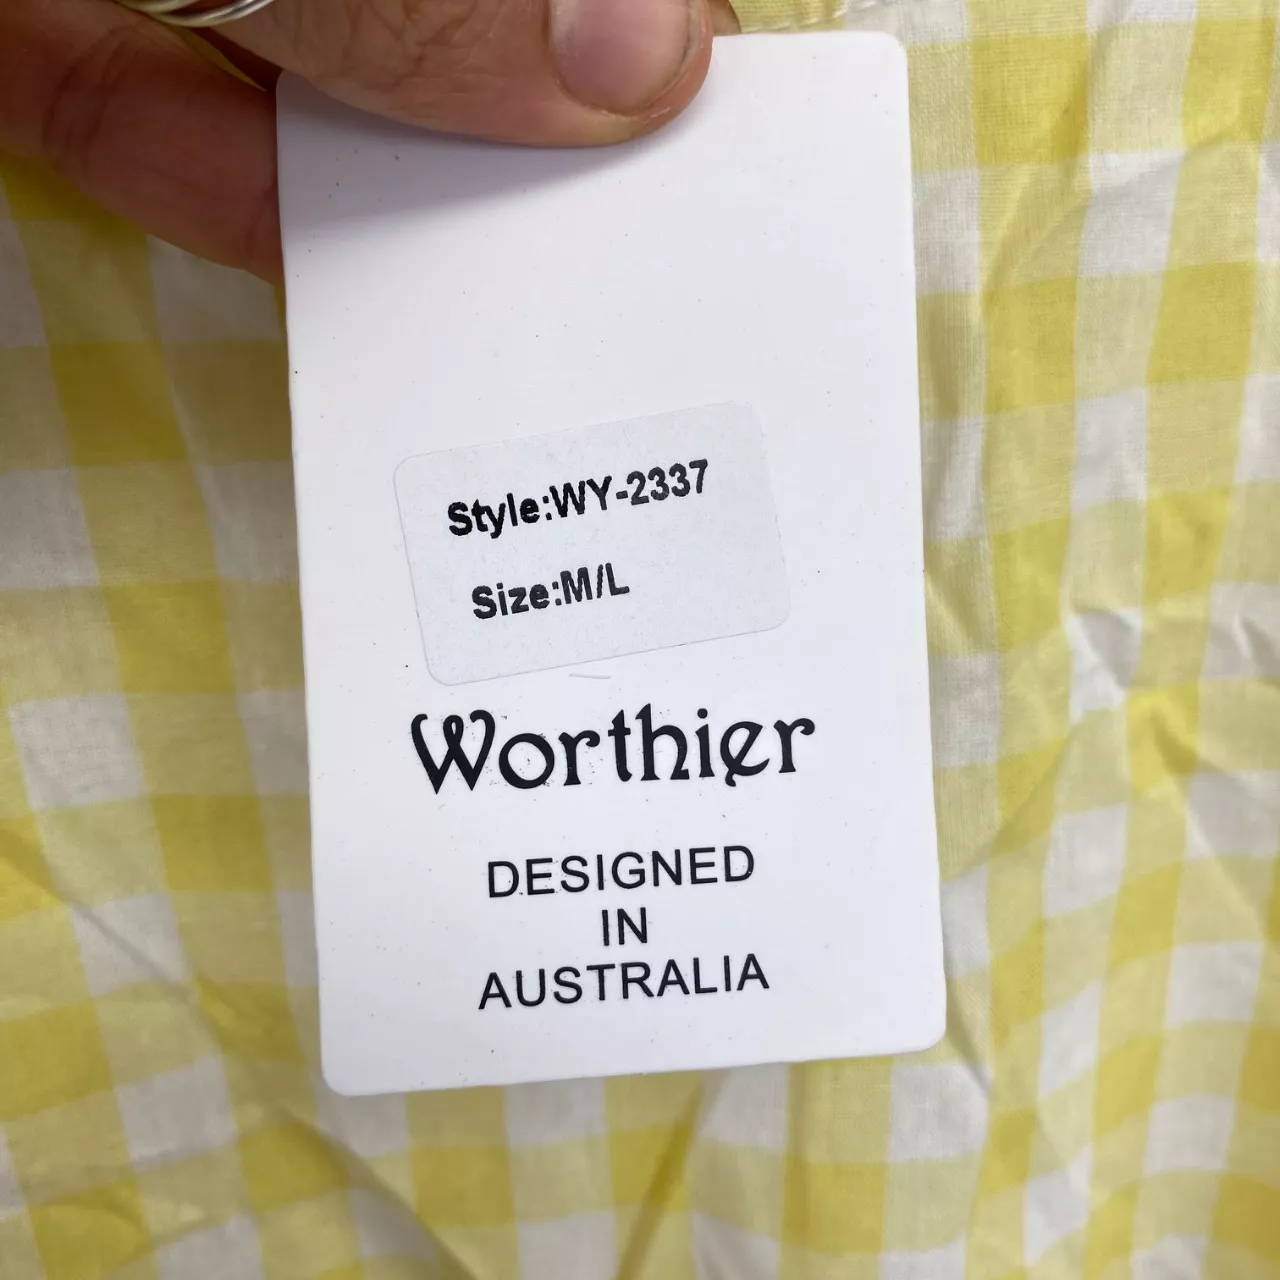 Style:WY-2337
Size:M/L
Worthier
DESIGNED
IN
AUSTRALIA